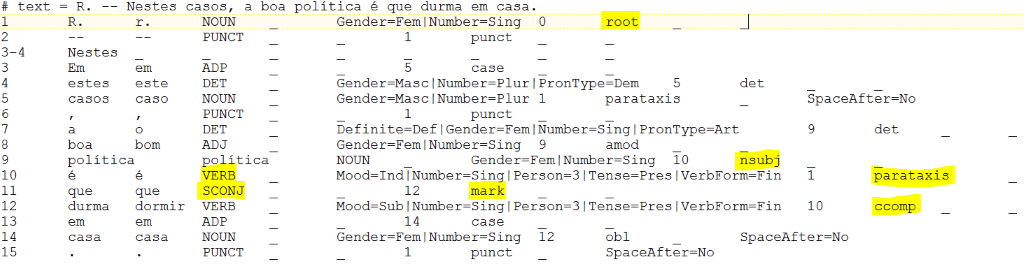 # text = R. -- Nestes casos, a boa política é que durma em casa.
1 R. r. NOUN _ Gender=Fem|Number=Sing 0 root _ _
2 -- -- PUNCT _ _ 1 punct _ _
3-4 Nestes _ _ _ _ _ _ _ _
3 Em em ADP _ _ 5 case _ _
4 estes este DET _ Gender=Masc|Number=Plur|PronType=Dem 5 det _ _
5 casos caso NOUN _ Gender=Masc|Number=Plur 1 parataxis _ SpaceAfter=No
6 , , PUNCT _ _ 1 punct _ _
7 a o DET _ Definite=Def|Gender=Fem|Number=Sing|PronType=Art 9 det _ _
8 boa bom ADJ _ Gender=Fem|Number=Sing 9 amod _ _
9 política política NOUN _ Gender=Fem|Number=Sing 10 nsubj _ _
10 é é VERB _ Mood=Ind|Number=Sing|Person=3|Tense=Pres|VerbForm=Fin 1 parataxis _ _
11 que que SCONJ _ _ 12 mark _ _
12 durma dormir VERB _ Mood=Sub|Number=Sing|Person=3|Tense=Pres|VerbForm=Fin 10 ccomp _ _
13 em em ADP _ _ 14 case _ _
14 casa casa NOUN _ Gender=Fem|Number=Sing 12 obl _ SpaceAfter=No
15 . . PUNCT _ _ 1 punct _ SpaceAfter=No